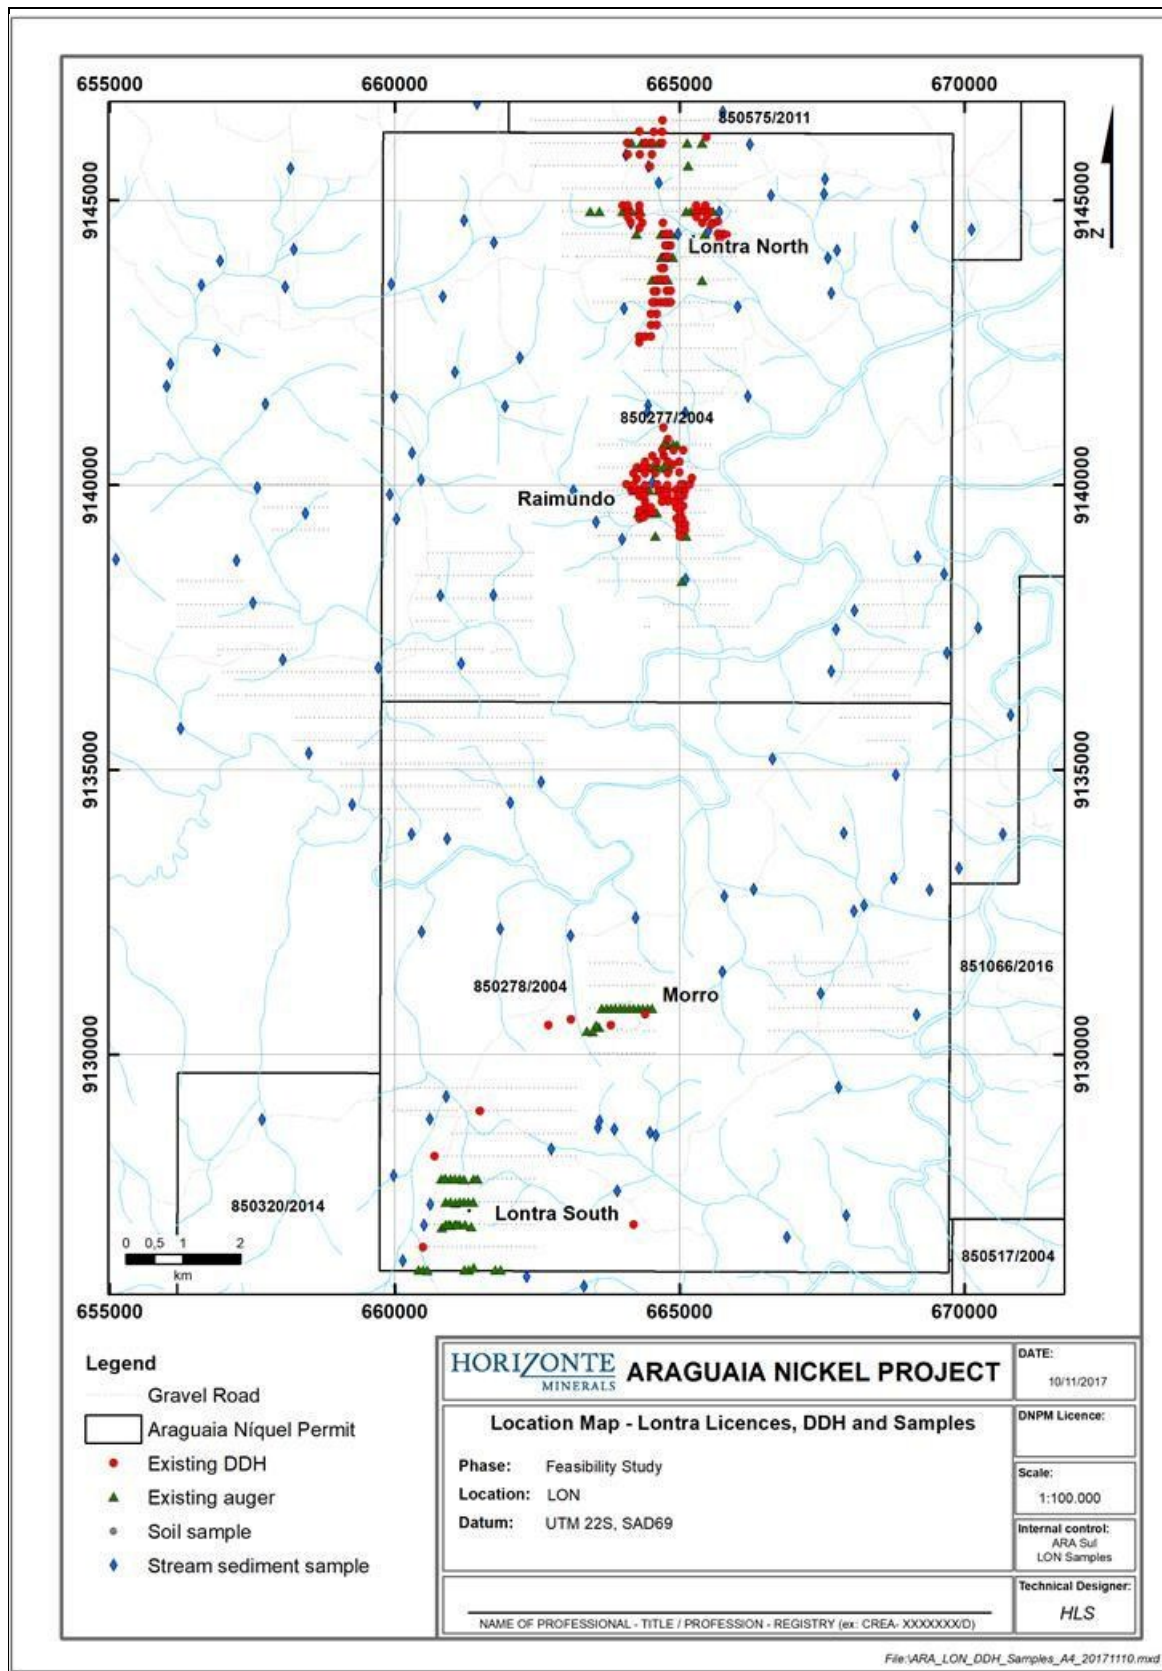 655000 660000 665000 670000
850575/2011
9145000
9145000
N
Lontra North
850277/2004
9140000
Raimundo
9140000
9135000
9135000
850278/2004
Morro
851066/2016
9130000
9130000
850320/2014
Lontra South
850517/2004
0 0,5 1 2
km
655000 660000 665000 670000
Legend
Gravel Road
Araguaia Níquel Permit
Existing DDH
Existing auger
Soil sample
Stream sediment sample
HORIZONTE
MINERALS
ARAGUAIA NICKEL PROJECT
DATE:
10/11/2017
Location Map - Lontra Licences, DDH and Samples
Phase: Feasibility Study
Location: LON
Datum: UTM 22S, SAD69
DNPM Licence:
Scale:
1:100.000
Internal control:
ARA Sul
LON Samples
Technical Designer:
HLS
NAME OF PROFESSIONAL - TITLE / PROFESSION - REGISTRY (ex: CREA- XXXXXXX/D)
File:\ARA_LON_DDH_Samples_A4_20171110.mxd